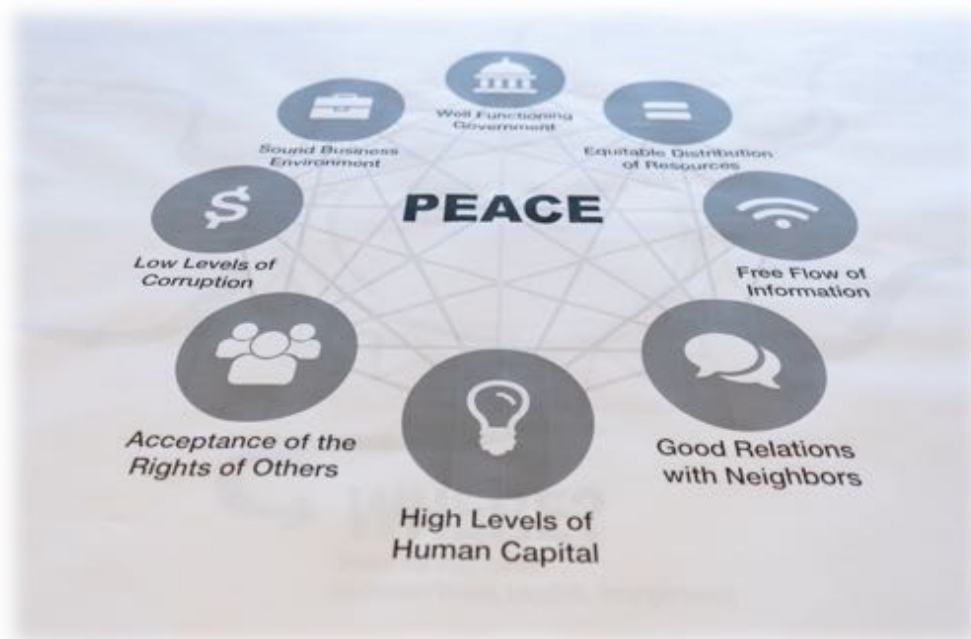 Well Functioning
Government
Sound Business
Environment
Equitable Distribution
of Resources
PEACE
Low Levels of
Corruption
Free Flow of
Information
Acceptance of the
Rights of Others
Good Relations
with Neighbors
High Levels of
Human Capital